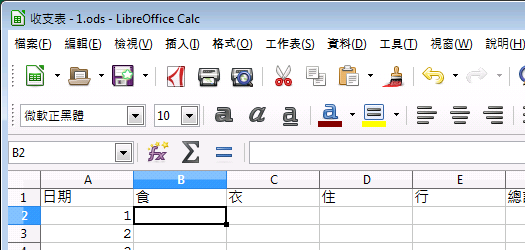 收支表 - 1.ods - LibreOffice Calc
檔案(F) 編輯(E) 檢視(V) 插入(I) 格式(O) 工作表(S) 資料(D) 工具(T) 視窗(W) 說明(H)
微軟正黑體 10 a a a a
B2 fx Σ =
A B C D E
1 日期 食 衣 住 行
2 1
3 2